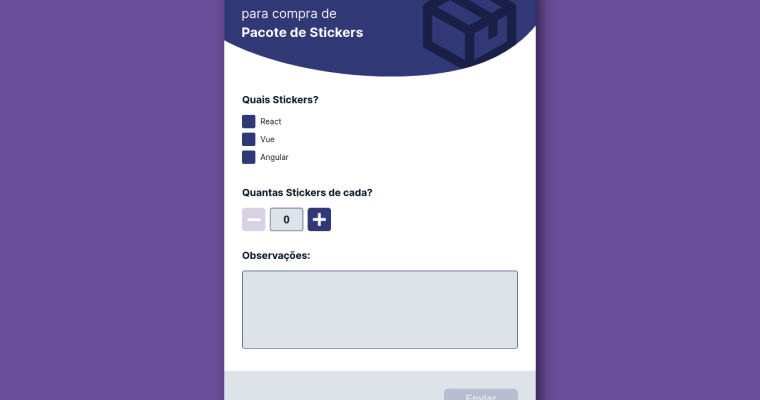 para compra de
Pacote de Stickers
Quais Stickers?
React
Vue
Angular
Quantas Stickers de cada?
0
Observações:
Enviar